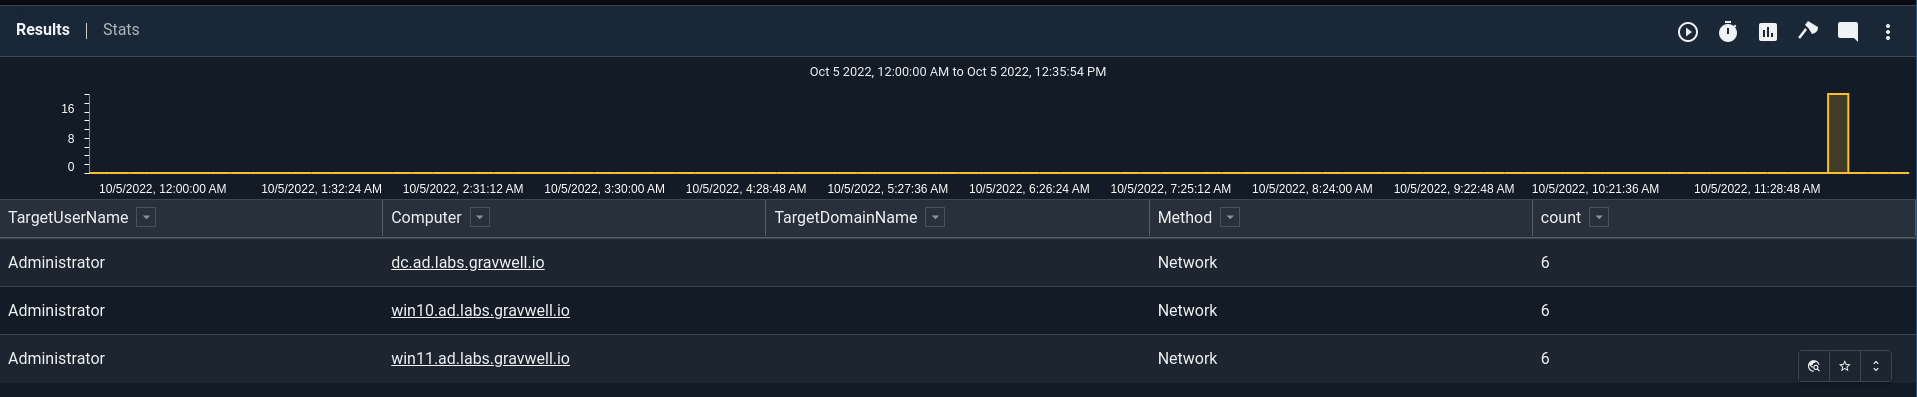 Results | Stats
Oct 5 2022, 12:00:00 AM to Oct 5 2022, 12:35:54 PM
16
8
0
10/5/2022, 12:00:00 AM 10/5/2022, 1:32:24 AM 10/5/2022, 2:31:12 AM 10/5/2022, 3:30:00 AM 10/5/2022, 4:28:48 AM 10/5/2022, 5:27:36 AM 10/5/2022, 6:26:24 AM 10/5/2022, 7:25:12 AM 10/5/2022, 8:24:00 AM 10/5/2022, 9:22:48 AM 10/5/2022, 10:21:36 AM 10/5/2022, 11:28:48 AM
TargetUserName Computer TargetDomainName Method count
Administrator dc.ad.labs.gravwell.io Network 6
Administrator win10.ad.labs.gravwell.io Network 6
Administrator win11.ad.labs.gravwell.io Network 6